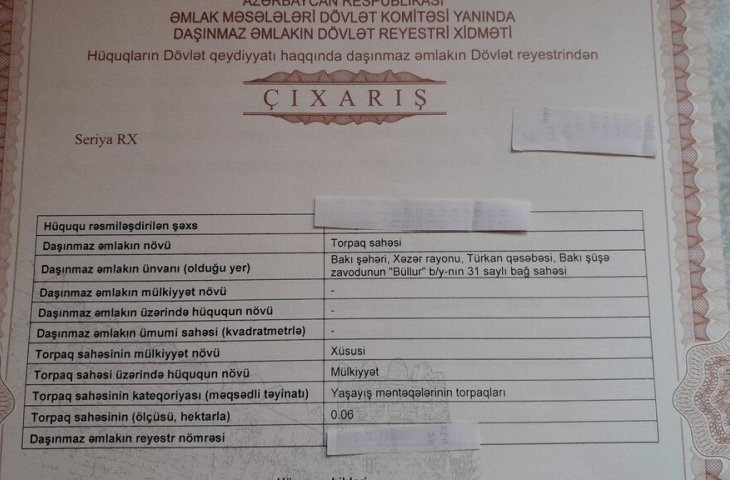 AZƏRBAYCAN RESPUBLİKASI
ƏMLAK MƏSƏLƏLƏRİ DÖVLƏT KOMİTƏSİ YANINDA
DAŞINMAZ ƏMLAKIN DÖVLƏT REYESTRİ XİDMƏTİ
Hüquqların Dövlət qeydiyyatı haqqında daşınmaz əmlakın Dövlət reyestrindən
ÇIXARIŞ
Seriya RX
Hüququ rəsmiləşdirilən şəxs
Daşınmaz əmlakın növü Torpaq sahəsi
Daşınmaz əmlakın ünvanı (olduğu yer) Bakı şəhəri, Xəzər rayonu, Türkan qəsəbəsi, Bakı şüşə
zavodunun "Büllur" b/y-nın 31 saylı bağ sahəsi
Daşınmaz əmlakın mülkiyyət növü -
Daşınmaz əmlakın üzərində hüququn növü -
Daşınmaz əmlakın ümumi sahəsi (kvadratmetrlə) -
Torpaq sahəsinin mülkiyyət növü Xüsusi
Torpaq sahəsi üzərində hüququn növü Mülkiyyət
Torpaq sahəsinin kateqoriyası (məqsədli təyinatı) Yaşayış məntəqələrinin torpaqları
Torpaq sahəsinin (ölçüsü, hektarla) 0.06
Daşınmaz əmlakın reyestr nömrəsi